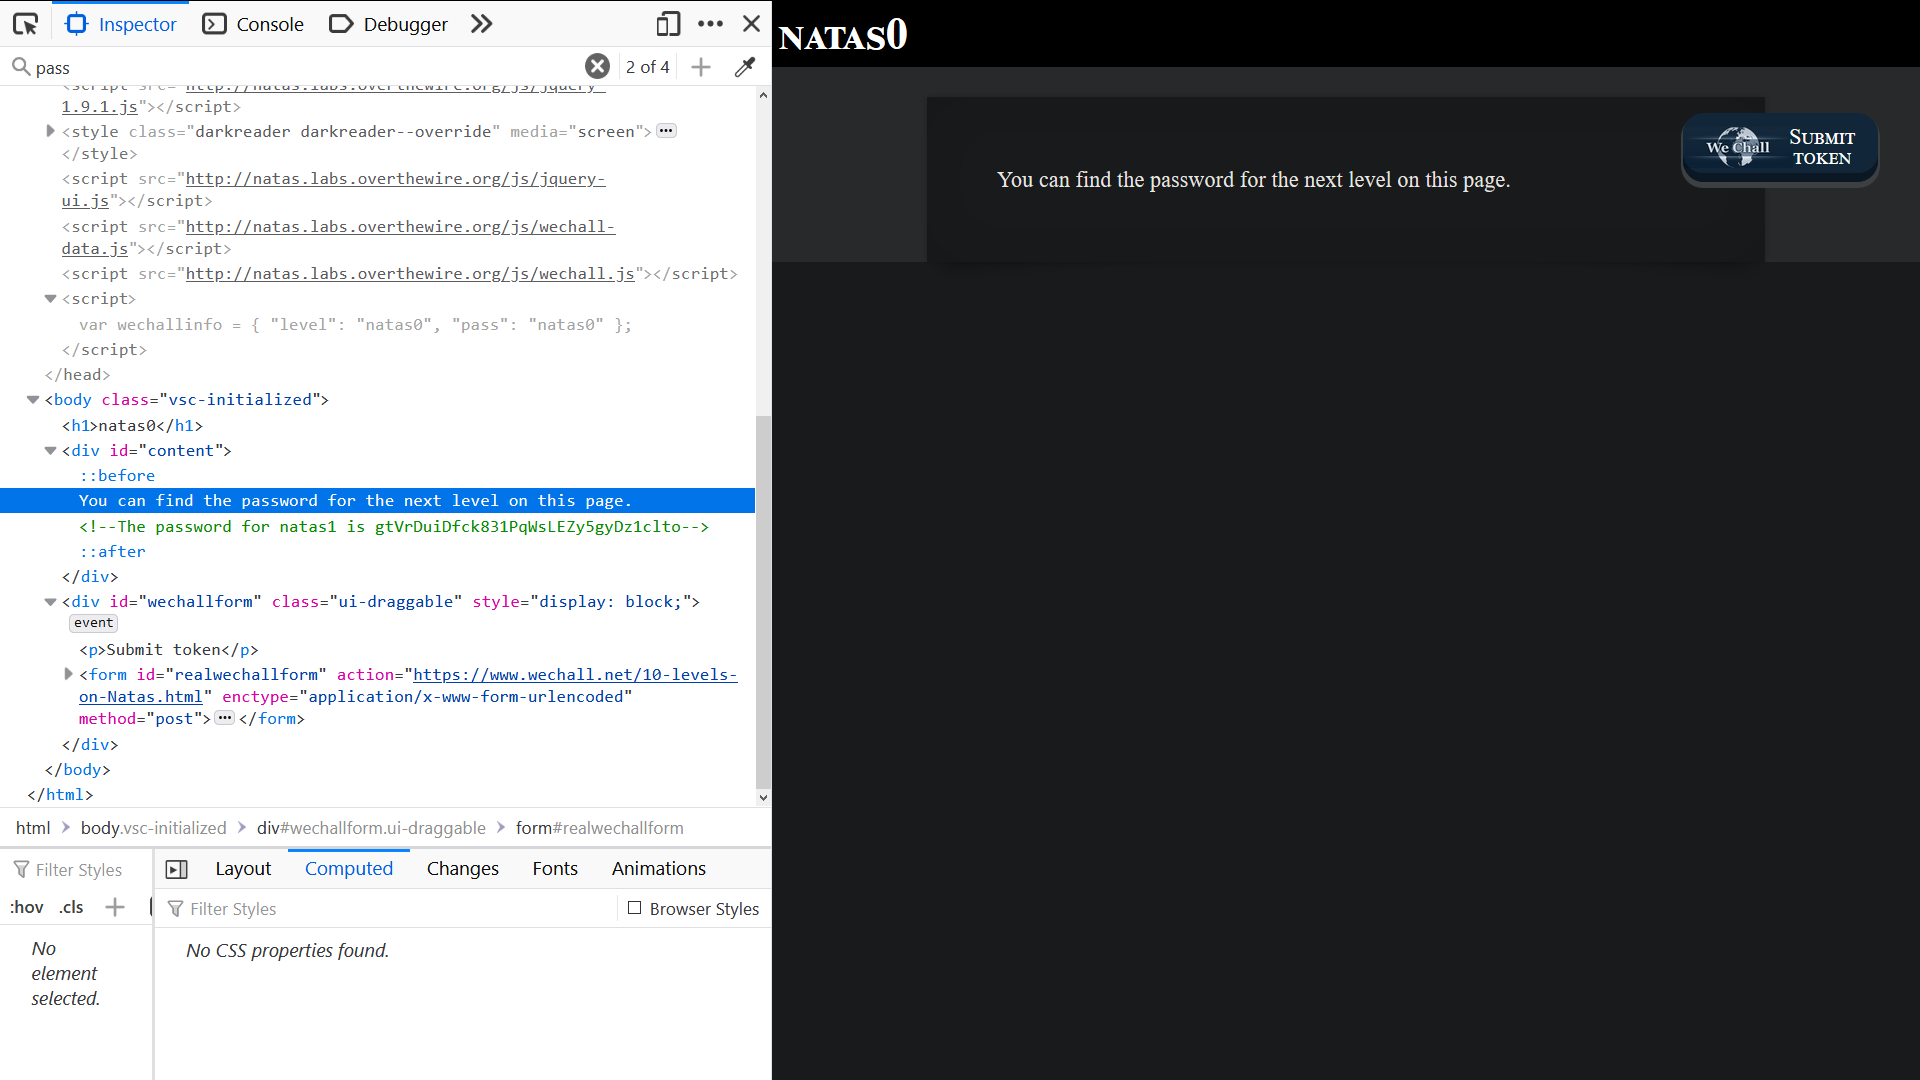 Inspector
Console
Debugger
pass
2 of 4
<script src="http://natas.labs.overthewire.org/js/jquery-
1.9.1.js"></script>
<style class="darkreader darkreader--override" media="screen">
</style>
<script src="http://natas.labs.overthewire.org/js/jquery-
ui.js"></script>
<script src="http://natas.labs.overthewire.org/js/wechall-
data.js"></script>
<script src="http://natas.labs.overthewire.org/js/wechall.js"></script>
<script>
var wechallinfo = { "level": "natas0", "pass": "natas0" };
</script>
</head>
<body class="vsc-initialized">
<h1>natas0</h1>
<div id="content">
::before
You can find the password for the next level on this page.
<!--The password for natas1 is gtVrDuiDfck831PqWsLEZy5gyDz1clto-->
::after
</div>
<div id="wechallform" class="ui-draggable" style="display: block;">
event
<p>Submit token</p>
<form id="realwechallform" action="https://www.wechall.net/10-levels-
on-Natas.html" enctype="application/x-www-form-urlencoded"
method="post"></form>
</div>
</body>
</html>
html
body.vsc-initialized
div#wechallform.ui-draggable
form#realwechallform
Filter Styles
:hov .cls
No
element
selected.
Layout
Computed
Changes
Fonts
Animations
Filter Styles
Browser Styles
No CSS properties found.
NATAS0
You can find the password for the next level on this page.
We Chall
SUBMIT
TOKEN